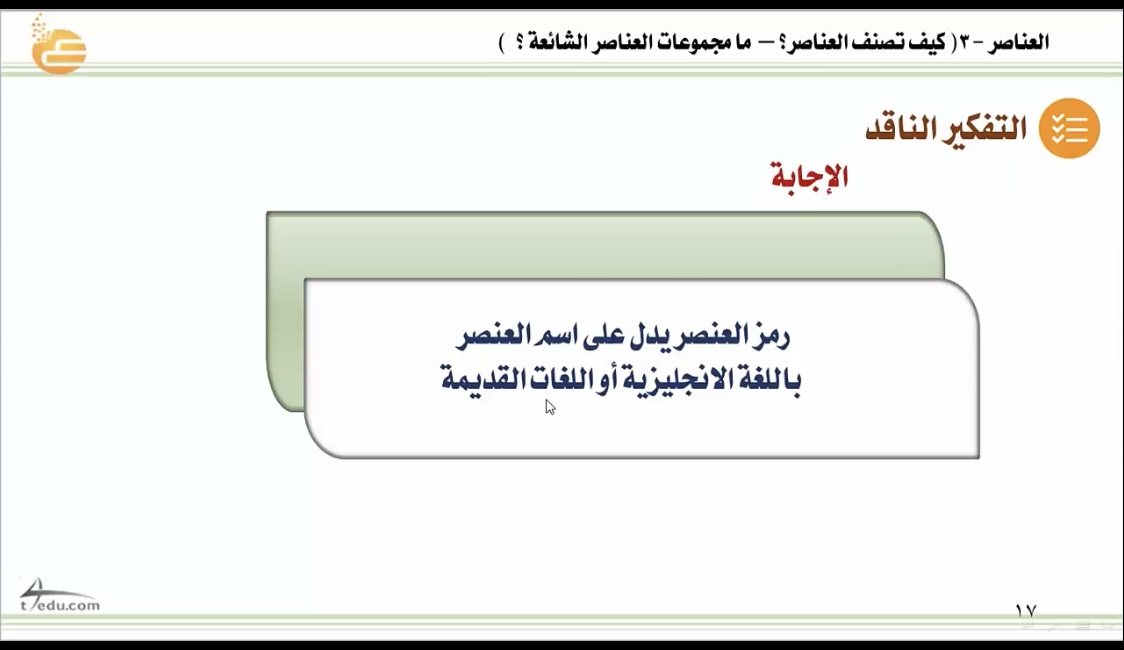 العناصر -٣( كيف تصنف العناصر؟ – ما مجموعات العناصر الشائعة ؟ )
التفكير الناقد
الإجابة
رمز العنصر يدل على اسم العنصر
باللغة الانجليزية أو اللغات القديمة
t4edu.com
١٧